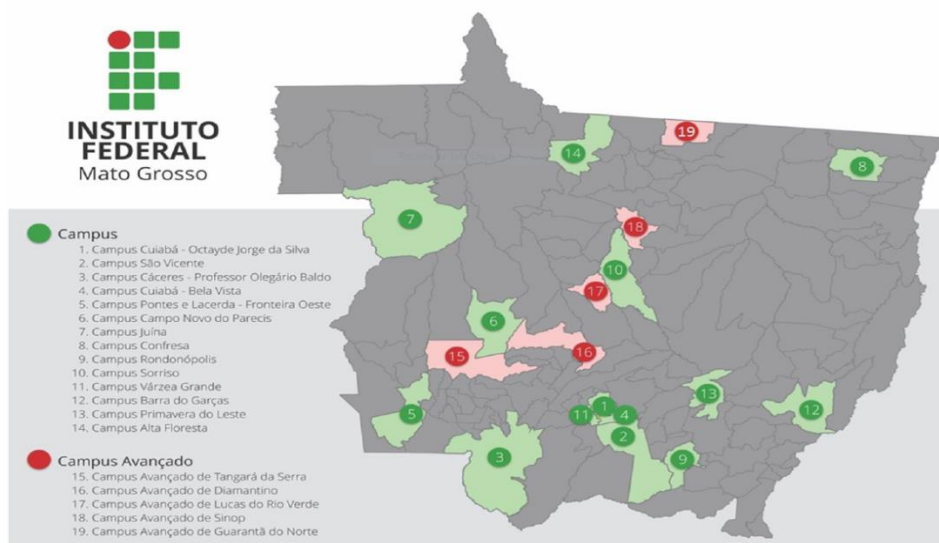 INSTITUTO
FEDERAL
Mato Grosso
Campus
1. Campus Cuiabá - Octayde Jorge da Silva
2. Campus São Vicente
3. Campus Cáceres - Professor Olegário Baldo
4. Campus Cuiabá - Bela Vista
5. Campus Pontes e Lacerda - Fronteira Oeste
6. Campus Campo Novo do Parecis
7. Campus Juína
8. Campus Confresa
9. Campus Rondonópolis
10. Campus Sorriso
11. Campus Várzea Grande
12. Campus Barra do Garças
13. Campus Primavera do Leste
14. Campus Alta Floresta
Campus Avançado
15. Campus Avançado de Tangará da Serra
16. Campus Avançado de Diamantino
17. Campus Avançado de Lucas do Rio Verde
18. Campus Avançado de Sinop
19. Campus Avançado de Guarantã do Norte
19
14
8
7
18
10
17
6
16
15
13
12
5
11
1
4
2
3
9